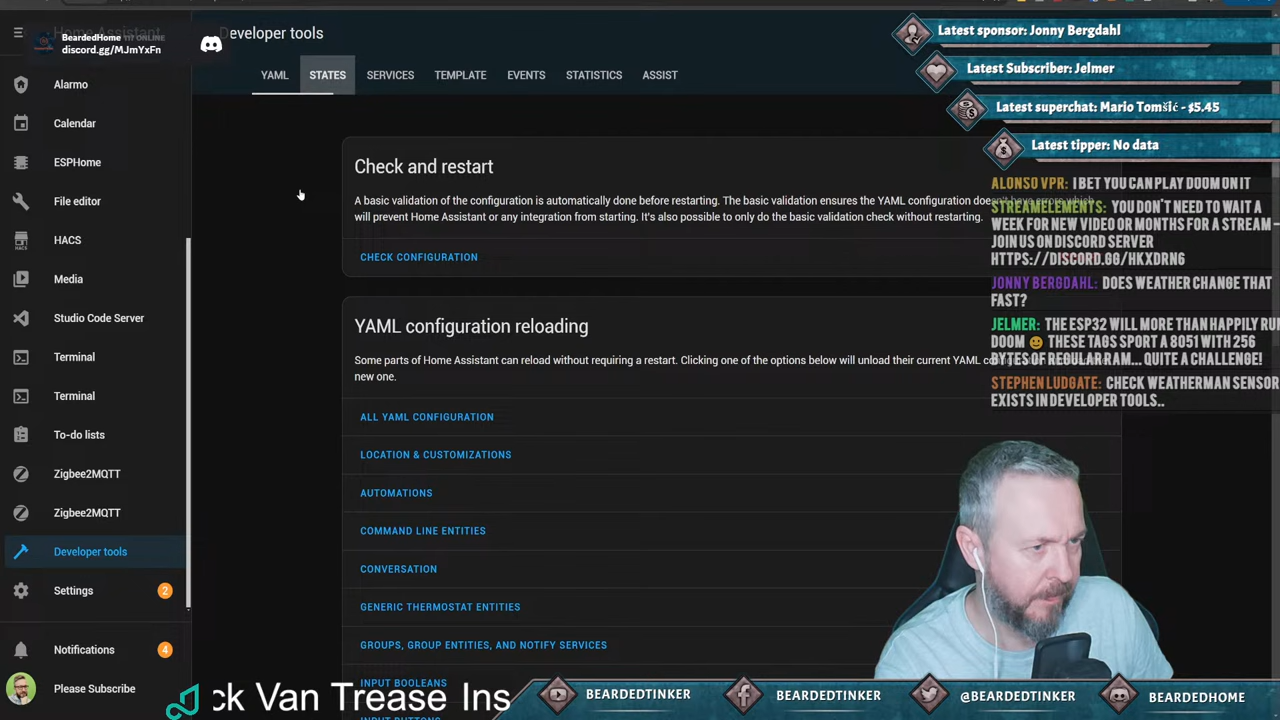 BeardedHome 117 ONLINE
discord.gg/MJmYxFn
Developer tools
YAML
STATES
SERVICES
TEMPLATE
EVENTS
STATISTICS
ASSIST
Alarmo
Calendar
ESPHome
File editor
HACS
Media
Studio Code Server
Terminal
Terminal
To-do lists
Zigbee2MQTT
Zigbee2MQTT
Developer tools
Settings 2
Notifications 4
Please Subscribe
Check and restart
A basic validation of the configuration is automatically done before restarting. The basic validation ensures the YAML configuration doesn't have errors which
will prevent Home Assistant or any integration from starting. It's also possible to only do the basic validation check without restarting.
CHECK CONFIGURATION
YAML configuration reloading
Some parts of Home Assistant can reload without requiring a restart. Clicking one of the options below will unload their current YAML
new one.
ALL YAML CONFIGURATION
LOCATION & CUSTOMIZATIONS
AUTOMATIONS
COMMAND LINE ENTITIES
CONVERSATION
GENERIC THERMOSTAT ENTITIES
GROUPS, GROUP ENTITIES, AND NOTIFY SERVICES
INPUT BOOLEANS
INPUT BUTTONS
Latest sponsor: Jonny Bergdahl
Latest Subscriber: Jelmer
Latest superchat: Mario Tomšić - $5.45
Latest tipper: No data
ALONSO VPR: I BET YOU CAN PLAY DOOM ON IT
STREAMELEMENTS: YOU DON'T NEED TO WAIT A
WEEK FOR NEW VIDEO OR MONTHS FOR A STREAM -
JOIN US ON DISCORD SERVER
HTTPS://DISCORD.GG/HKXDRN6
JONNY BERGDAHL: DOES WEATHER CHANGE THAT
FAST?
JELMER: THE ESP32 WILL MORE THAN HAPPILY RUN
DOOM 🙂 THESE TAGS SPORT A 8051 WITH 256
BYTES OF REGULAR RAM... QUITE A CHALLENGE!
STEPHEN LUDGATE: CHECK WEATHERMAN SENSOR
EXISTS IN DEVELOPER TOOLS..
ck Van Trease Ins
BEARDEDTINKER
BEARDEDTINKER
@BEARDEDTINKER
BEARDEDHOME